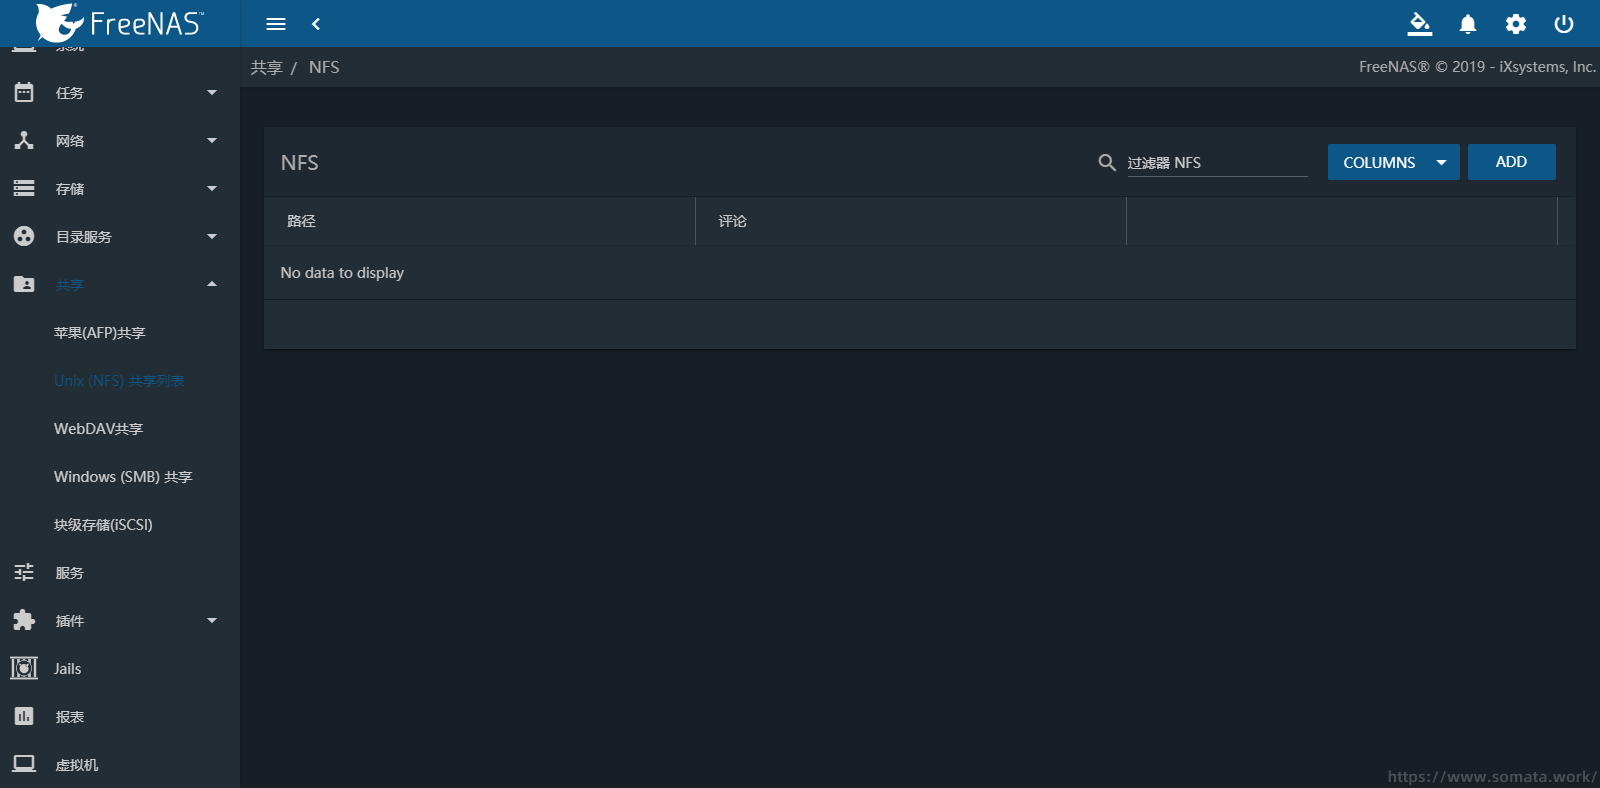 FreeNAS™
系统
任务
网络
存储
目录服务
共享
苹果(AFP)共享
Unix (NFS) 共享列表
WebDAV共享
Windows (SMB) 共享
块级存储(iSCSI)
服务
插件
Jails
报表
虚拟机
共享 / NFS
FreeNAS® © 2019 - iXsystems, Inc.
NFS
过滤器 NFS
COLUMNS
ADD
路径 评论
No data to display
https://www.somata.work/